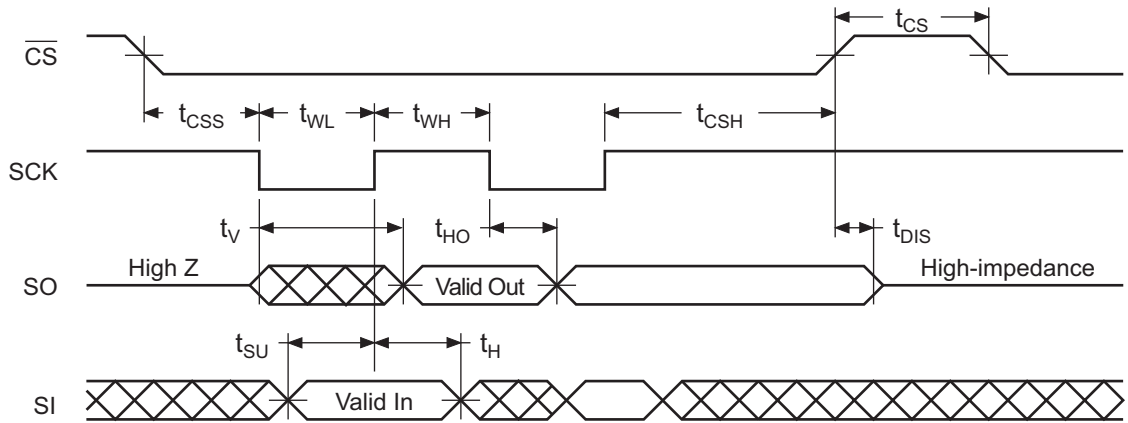 t_CS
C̅S̅
t_CSS t_WL t_WH t_CSH
SCK
t_V t_HO t_DIS
High Z Valid Out High-impedance
SO
t_SU t_H
SI Valid In